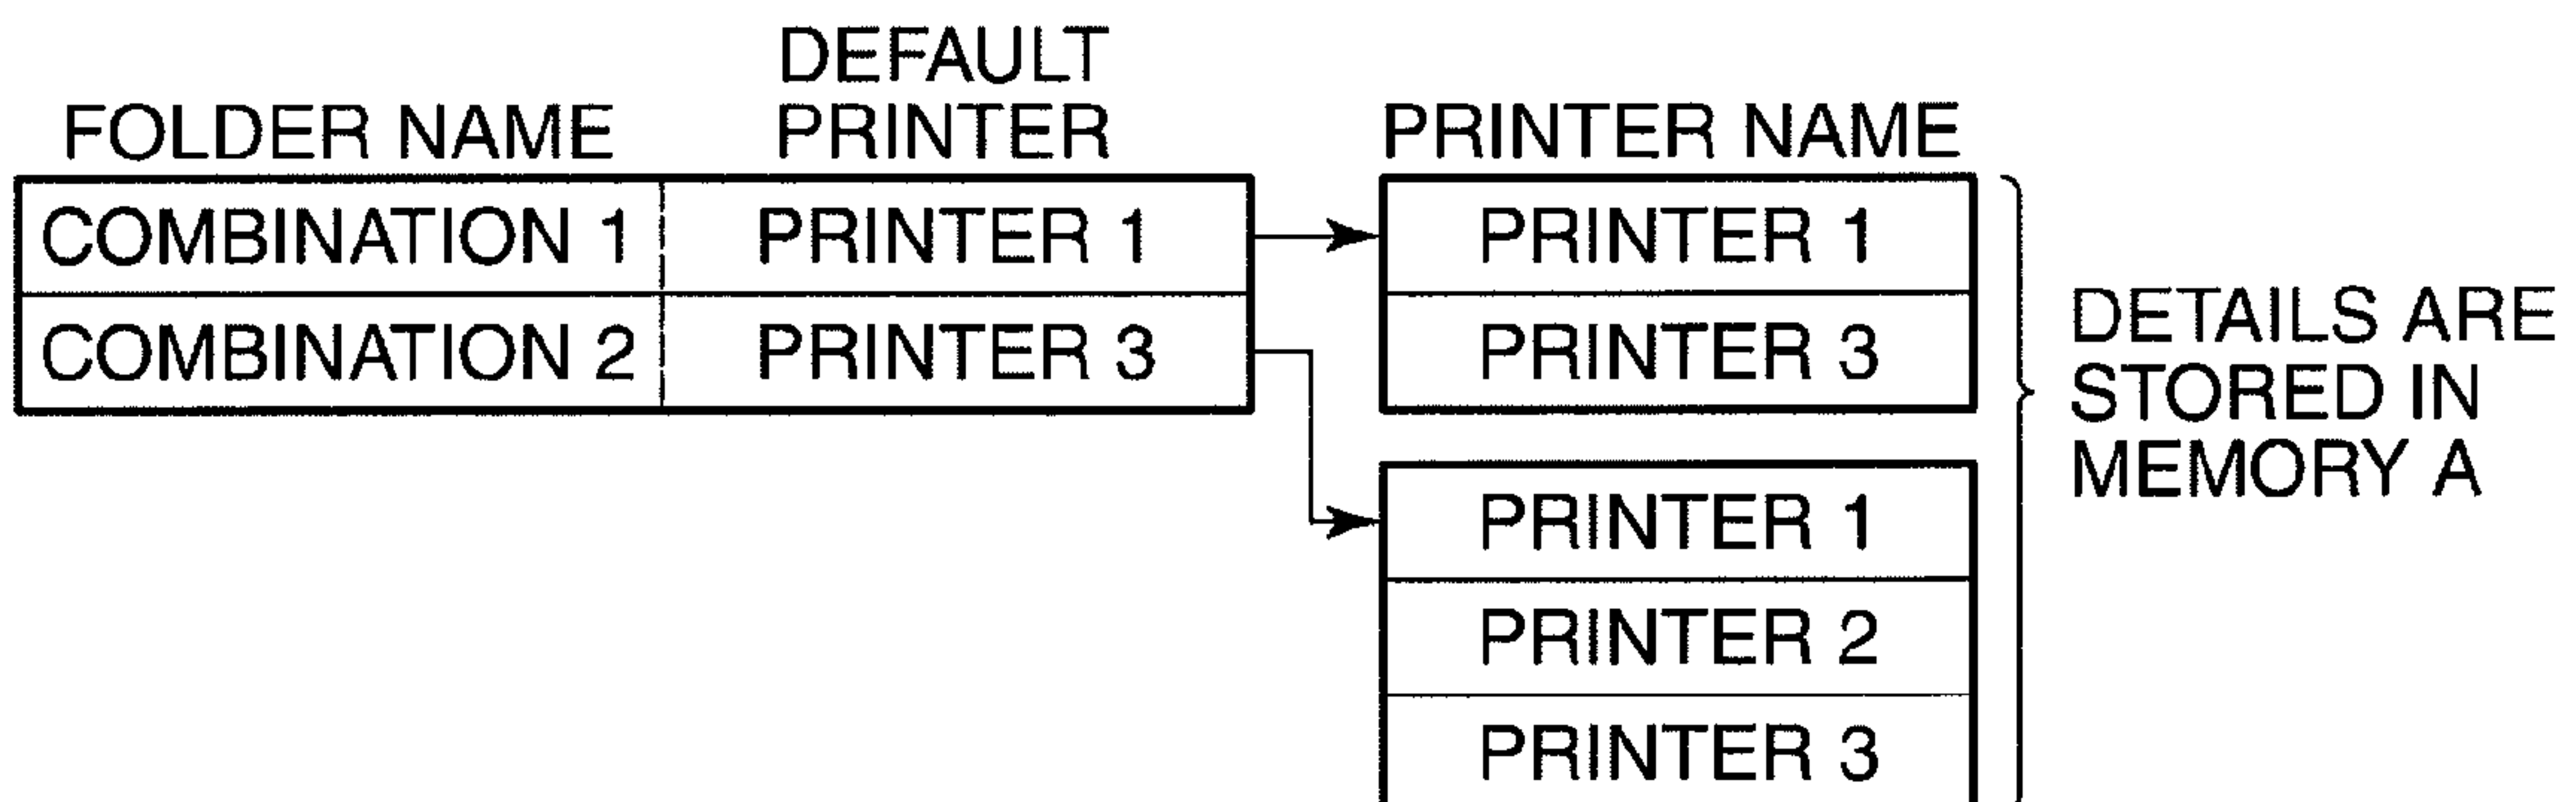 FOLDER NAME
DEFAULT
PRINTER
PRINTER NAME
COMBINATION 1
PRINTER 1
COMBINATION 2
PRINTER 3
PRINTER 1
PRINTER 3
PRINTER 1
PRINTER 2
PRINTER 3
DETAILS ARE
STORED IN
MEMORY A